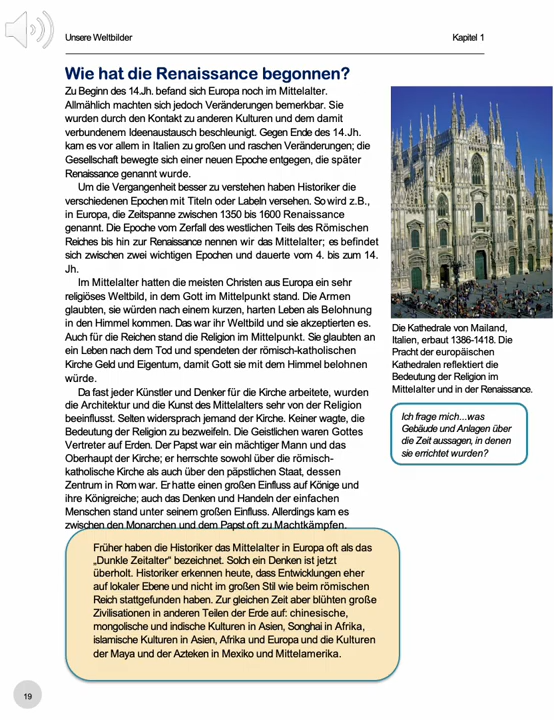 Unsere Weltbilder
Kapitel 1
Wie hat die Renaissance begonnen?
Zu Beginn des 14.Jh. befand sich Europa noch im Mittelalter.
Allmählich machten sich jedoch Veränderungen bemerkbar. Sie
wurden durch den Kontakt zu anderen Kulturen und dem damit
verbundenem Ideenaustausch beschleunigt. Gegen Ende des 14.Jh.
kam es vor allem in Italien zu großen und raschen Veränderungen; die
Gesellschaft bewegte sich einer neuen Epoche entgegen, die später
Renaissance genannt wurde.
Um die Vergangenheit besser zu verstehen haben Historiker die
verschiedenen Epochen mit Titeln oder Labeln versehen. So wird z.B.,
in Europa, die Zeitspanne zwischen 1350 bis 1600 Renaissance
genannt. Die Epoche vom Zerfall des westlichen Teils des Römischen
Reiches bis hin zur Renaissance nennen wir das Mittelalter; es befindet
sich zwischen zwei wichtigen Epochen und dauerte vom 4. bis zum 14.
Jh.
Im Mittelalter hatten die meisten Christen aus Europa ein sehr
religiöses Weltbild, in dem Gott im Mittelpunkt stand. Die Armen
glaubten, sie würden nach einem kurzen, harten Leben als Belohnung
in den Himmel kommen. Das war ihr Weltbild und sie akzeptierten es.
Auch für die Reichen stand die Religion im Mittelpunkt. Sie glaubten an
ein Leben nach dem Tod und spendeten der römisch-katholischen
Kirche Geld und Eigentum, damit Gott sie mit dem Himmel belohnen
würde.
Da fast jeder Künstler und Denker für die Kirche arbeitete, wurden
die Architektur und die Kunst des Mittelalters sehr von der Religion
beeinflusst. Selten widersprach jemand der Kirche. Keiner wagte, die
Bedeutung der Religion zu bezweifeln. Die Geistlichen waren Gottes
Vertreter auf Erden. Der Papst war ein mächtiger Mann und das
Oberhaupt der Kirche; er herrschte sowohl über die römisch-
katholische Kirche als auch über den päpstlichen Staat, dessen
Zentrum in Rom war. Er hatte einen großen Einfluss auf Könige und
ihre Königreiche; auch das Denken und Handeln der einfachen
Menschen stand unter seinem großen Einfluss. Allerdings kam es
zwischen den Monarchen und dem Papst oft zu Machtkämpfen.
Die Kathedrale von Mailand,
Italien, erbaut 1386-1418. Die
Pracht der europäischen
Kathedralen reflektiert die
Bedeutung der Religion im
Mittelalter und in der Renaissance.
Ich frage mich...was
Gebäude und Anlagen über
die Zeit aussagen, in denen
sie errichtet wurden?
Früher haben die Historiker das Mittelalter in Europa oft als das
„Dunkle Zeitalter“ bezeichnet. Solch ein Denken ist jetzt
überholt. Historiker erkennen heute, dass Entwicklungen eher
auf lokaler Ebene und nicht im großen Stil wie beim römischen
Reich stattgefunden haben. Zur gleichen Zeit aber blühten große
Zivilisationen in anderen Teilen der Erde auf: chinesische,
mongolische und indische Kulturen in Asien, Songhai in Afrika,
islamische Kulturen in Asien, Afrika und Europa und die Kulturen
der Maya und der Azteken in Mexiko und Mittelamerika.
19